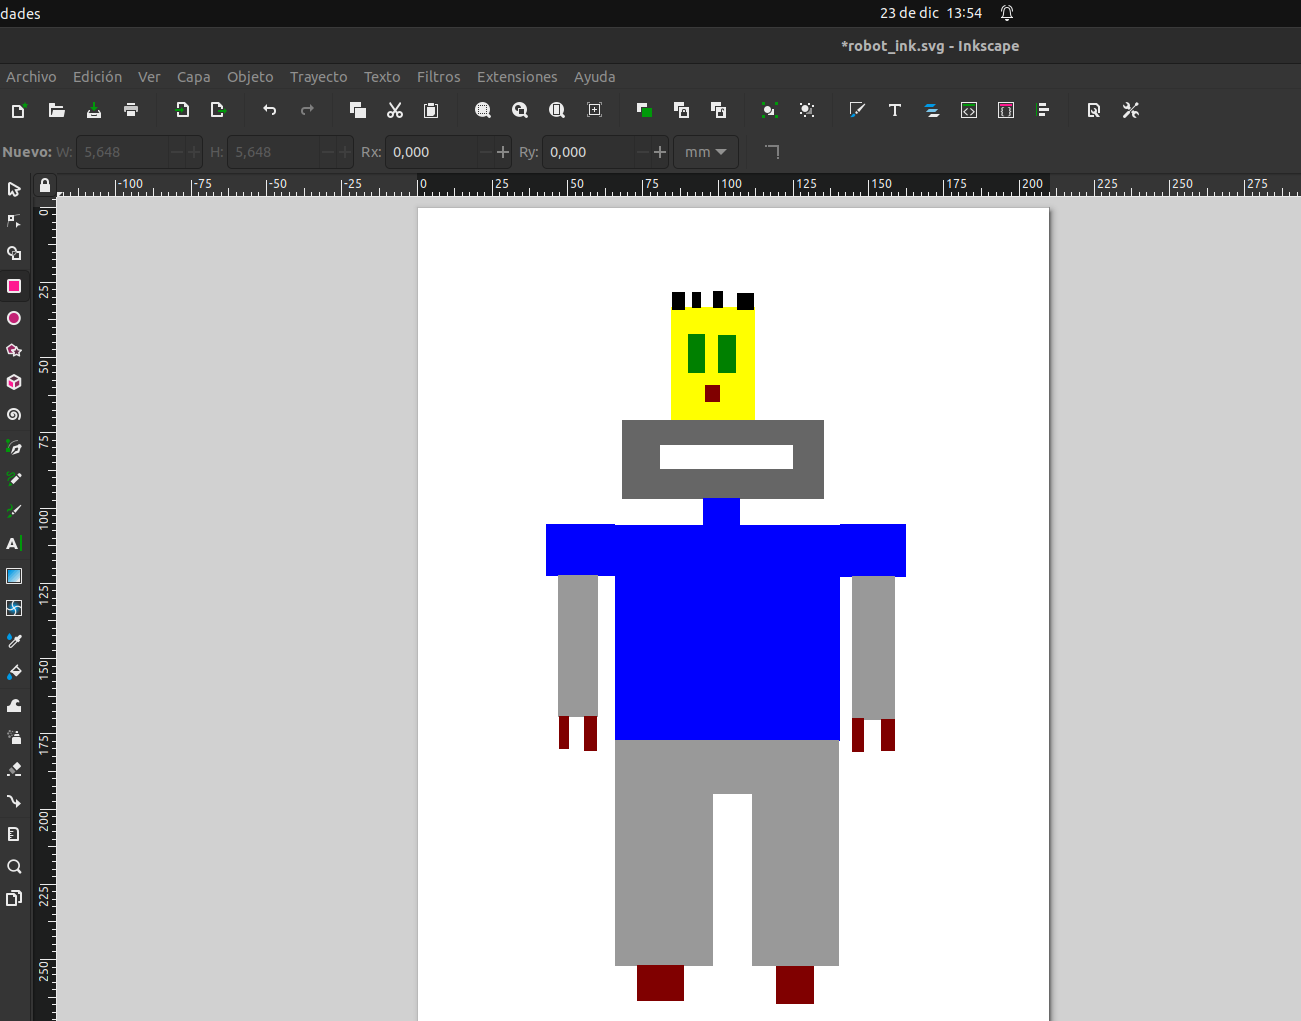 dades
23 de dic 13:54
*robot_ink.svg - Inkscape
Archivo Edición Ver Capa Objeto Trayecto Texto Filtros Extensiones Ayuda
Nuevo: W: 5,648 H: 5,648 Rx: 0,000 Ry: 0,000 mm
-100 -75 -50 -25 0 25 50 75 100 125 150 175 200 225 250 275
0
25
50
75
100
125
150
175
200
225
250